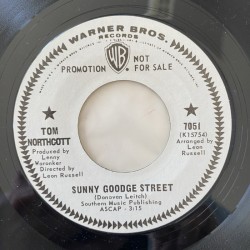 WARNER BROS.
RECORDS
WB
PROMOTION NOT FOR SALE
TOM
NORTHCOTT
Produced by
Lenny
Waronker
Directed by
Leon Russell
7051
(K15754)
Arranged by
Leon
Russell
SUNNY GOODGE STREET
(Donovan Leitch)
Southern Music Publishing
ASCAP - 3:15